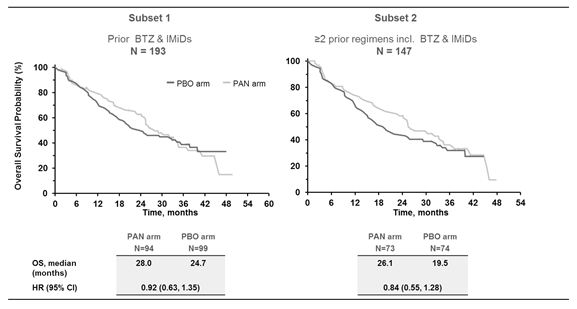 Subset 1
Subset 2
Prior BTZ & IMiDs
N = 193
≥2 prior regimens incl. BTZ & IMiDs
N = 147
Overall Survival Probability (%)
100
80
60
40
20
0
PBO arm
PAN arm
0 6 12 18 24 30 36 42 48 54 60
Time, months
100
80
60
40
20
0
0 6 12 18 24 30 36 42 48 54
Time, months
PAN arm PBO arm PAN arm PBO arm
N=94 N=99 N=73 N=74
OS, median 28.0 24.7 26.1 19.5
(months)
HR (95% CI) 0.92 (0.63, 1.35) 0.84 (0.55, 1.28)